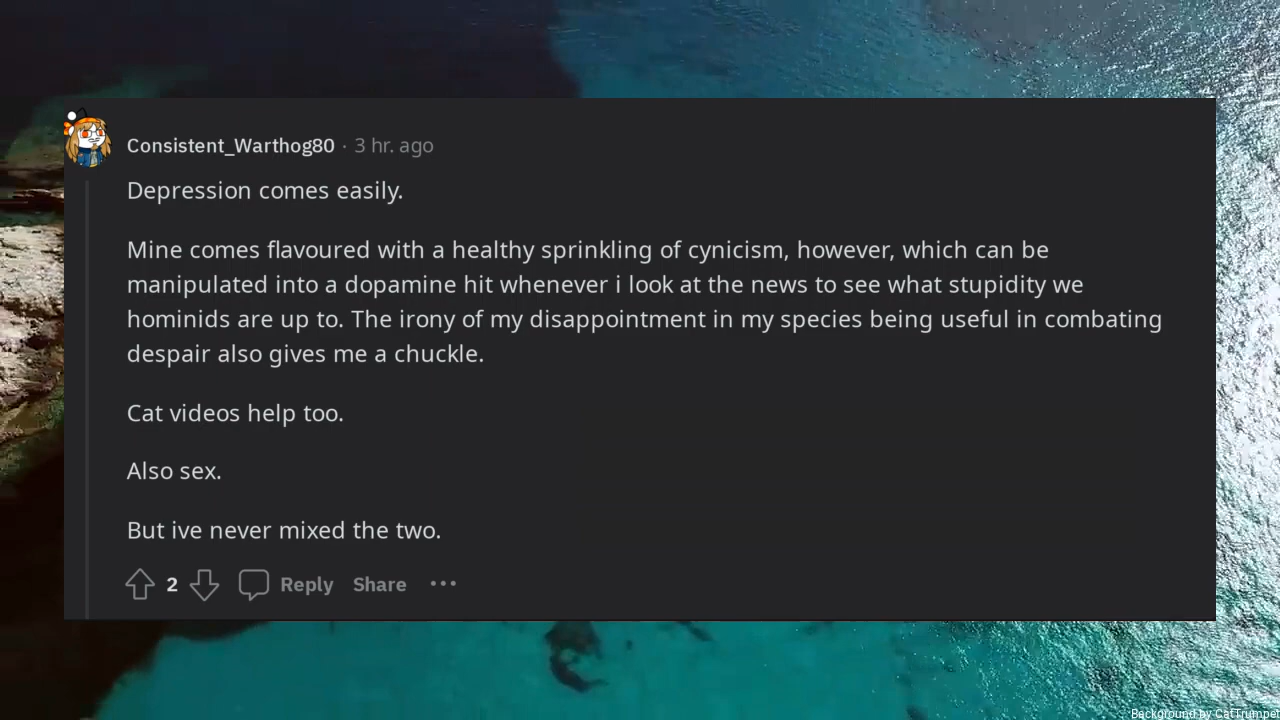 Consistent_Warthog80 · 3 hr. ago
Depression comes easily.
Mine comes flavoured with a healthy sprinkling of cynicism, however, which can be
manipulated into a dopamine hit whenever i look at the news to see what stupidity we
hominids are up to. The irony of my disappointment in my species being useful in combating
despair also gives me a chuckle.
Cat videos help too.
Also sex.
But ive never mixed the two.
2 Reply Share •••
Background by CatTrumpet